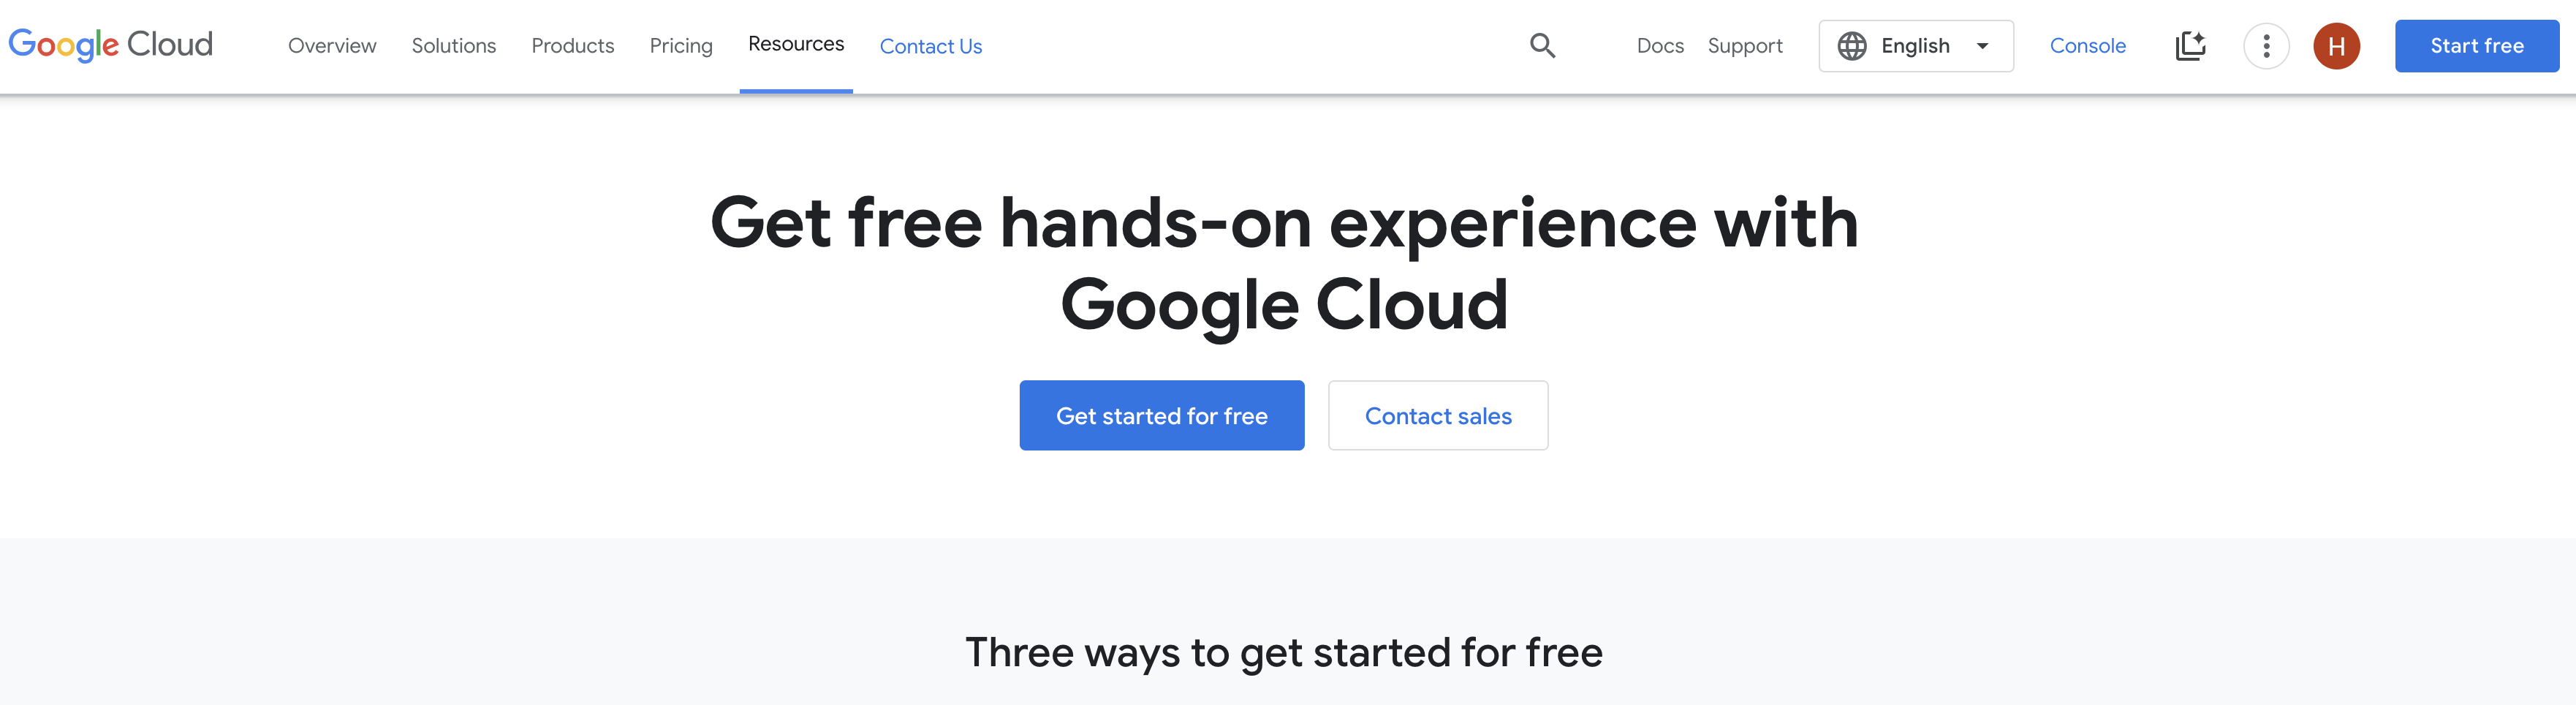 Google Cloud Overview Solutions Products Pricing Resources Contact Us Docs Support English Console H Start free
Get free hands-on experience with
Google Cloud
Get started for free Contact sales
Three ways to get started for free